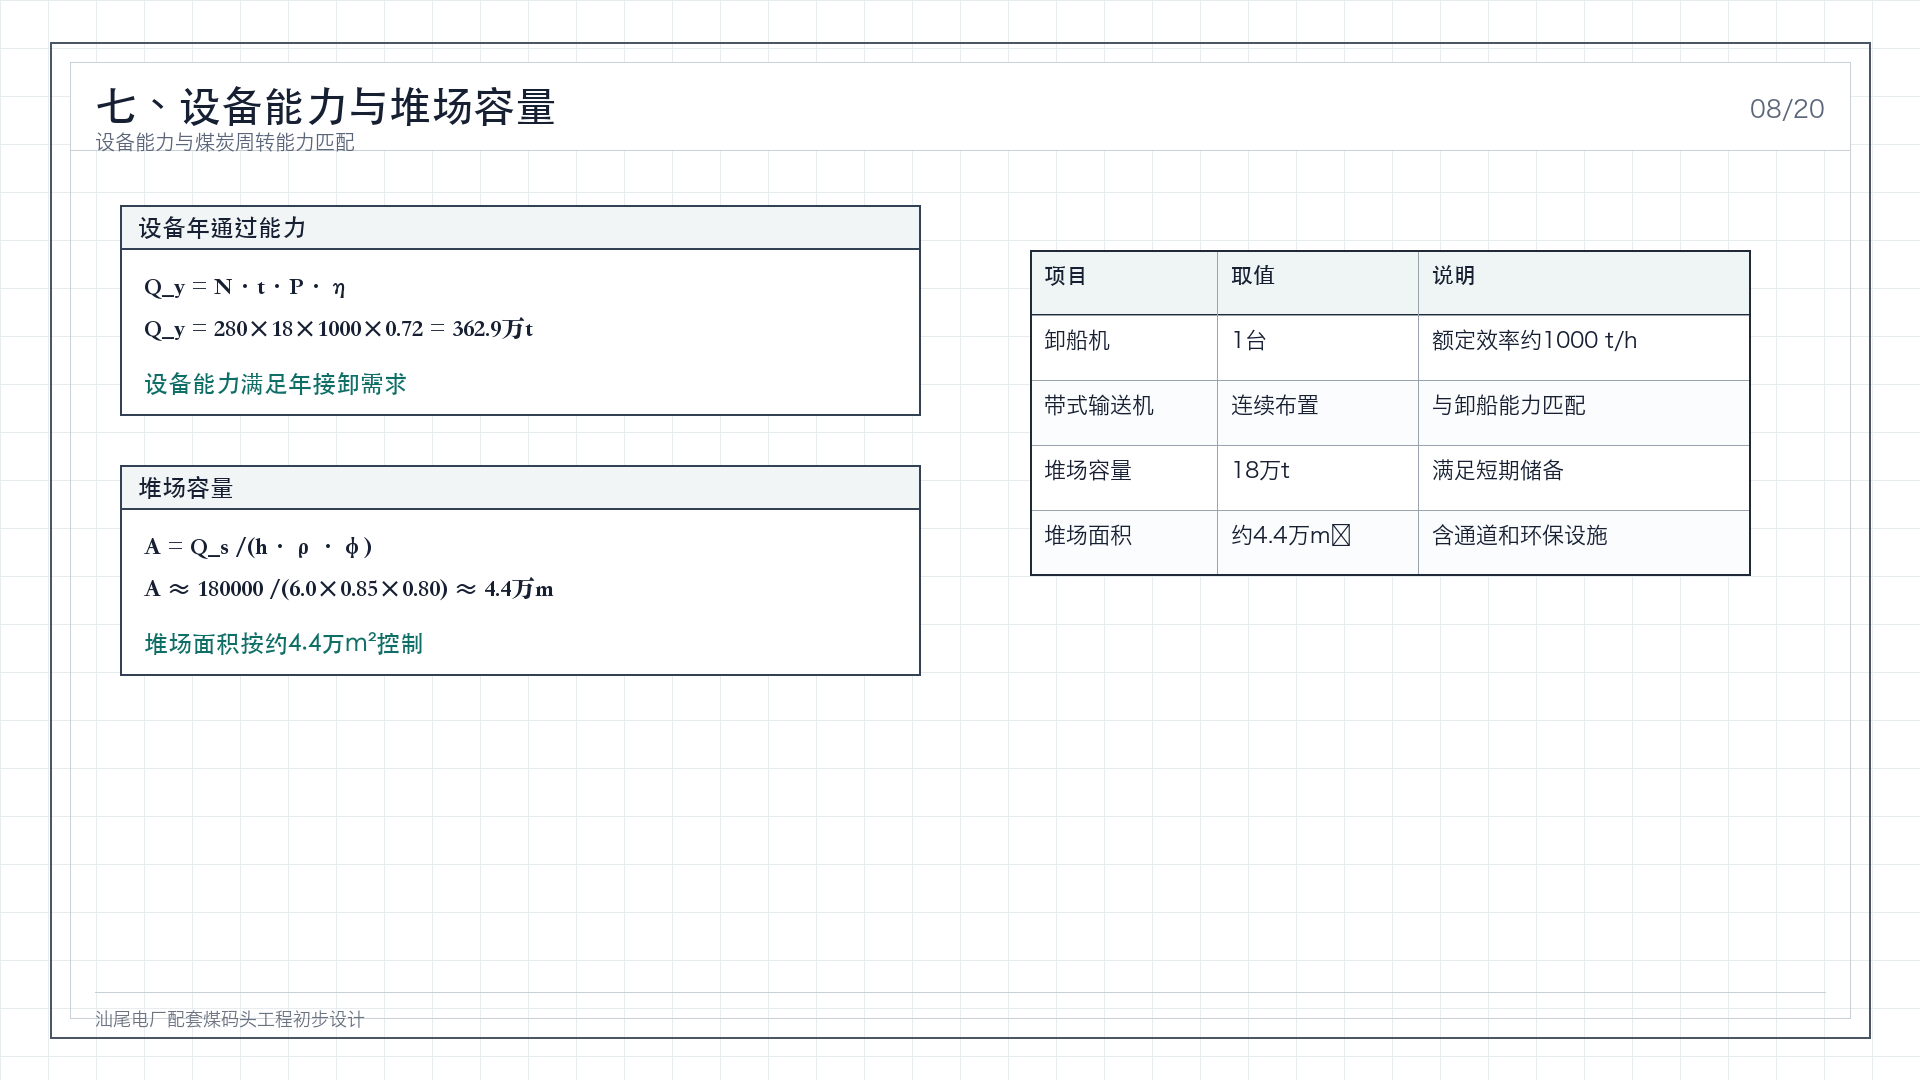 七、设备能力与堆场容量
08/20
设备能力与煤炭周转能力匹配
设备年通过能力
Q_y = N · t · P · η
Q_y = 280×18×1000×0.72 = 362.9万t
设备能力满足年接卸需求
堆场容量
A = Q_s /(h · ρ · φ)
A ≈ 180000 /(6.0×0.85×0.80) ≈ 4.4万m
堆场面积按约4.4万m²控制
项目 取值 说明
卸船机 1台 额定效率约1000 t/h
带式输送机 连续布置 与卸船能力匹配
堆场容量 18万t 满足短期储备
堆场面积 约4.4万m 含通道和环保设施
汕尾电厂配套煤码头工程初步设计